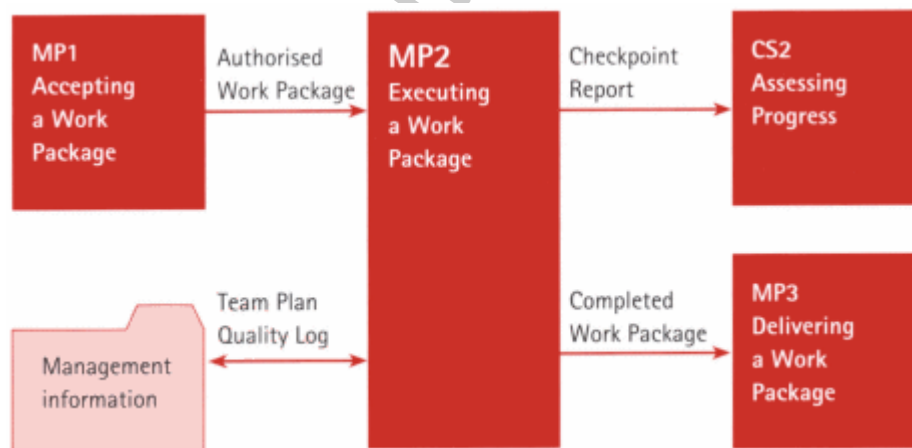 MP1
Accepting
a Work
Package
Authorised
Work Package
MP2
Executing
a Work
Package
Checkpoint
Report
CS2
Assessing
Progress
Management
information
Team Plan
Quality Log
Completed
Work Package
MP3
Delivering
a Work
Package